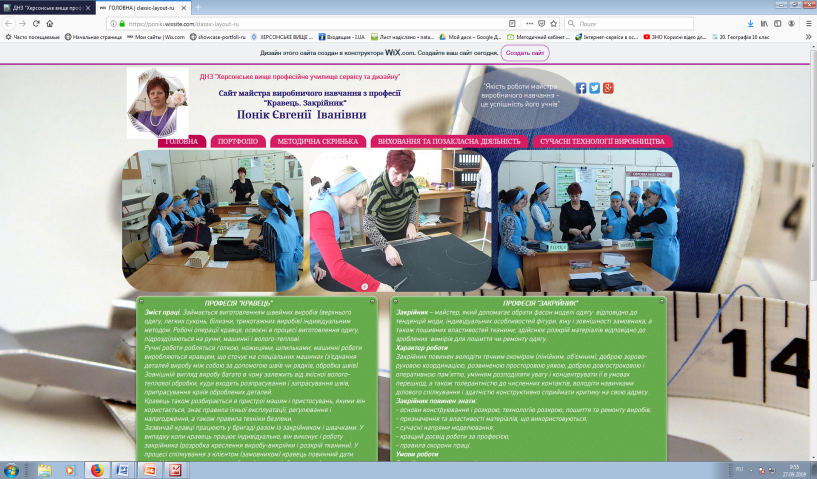 ДНЗ "Херсонське вище профес
ГОЛОВНА | classic-layout-ru
https://poniki.wixsite.com/classic-layout-ru
Поиск
Часто посещаемые
Начальная страница
Мои сайты | Wix.com
showcase-portfoli-ru
ХЕРСОНСЬКЕ ВИЩЕ ...
Входящие - I.UA
Лист надіслано - nata...
Мой диск – Google Д...
Методичний кабінет ...
Інтернет-сервіси в ос...
ЗНО Корисні відео дл...
20. Географія 10 клас
Дизайн этого сайта создан в конструкторе WiX.com. Создайте ваш сайт сегодня.
Создать сайт
ДНЗ "Херсонське вище професійне училище сервісу та дизайну"
Сайт майстра виробничого навчання з професії
"Кравець. Закрійник"
Понік Євгенії Іванівни
"Якість роботи майстра
виробничого навчання -
це успішність його учнів"
ГОЛОВНА
ПОРТФОЛІО
МЕТОДИЧНА СКРИНЬКА
ВИХОВАННЯ ТА ПОЗАКЛАСНА ДІЯЛЬНІСТЬ
СУЧАСНІ ТЕХНОЛОГІЇ ВИРОБНИЦТВА
ПРОФЕСІЯ "КРАВЕЦЬ"
Зміст праці. Займається виготовленням швейних виробів (верхнього
одягу, легких суконь, білизни, трикотажних виробів) індивідуальним
методом. Робочі операції кравця, освоєні в процесі виготовлення одягу,
підрозділяються на ручні, машинні і волого-теплові.
Ручні роботи робляться голкою, ножицями, шпильками; машинні роботи
виробляються кравцем, що сточує на спеціальних машинах (з'єднання
деталей виробу між собою за допомогою швів чи рядків, обробка швів).
Зовнішній вигляд виробу багато в чому залежить від якісної волого-
теплової обробки, куди входять розпрасування і запрасування швів,
припрасування країв оброблених деталей.
Кравець також розбирається в пристрої машин і пристосувань, якими він
користається, знає правила їхньої експлуатації, регулювання і
налагодження, а також правила техніки безпеки.
Зазвичай кравці працюють у бригаді разом із закрійником і швачками. У
випадку коли кравець працює індивідуально, він виконує і роботу
закрійника (розробка креслення виробу-викрійки і розкрій тканини). У
процесі спілкування з клієнтом (замовником) кравець повинний дати
ПРОФЕСІЯ "ЗАКРІЙНИК"
Закрійник – майстер, який допомагає обрати фасон моделі одягу відповідно до
тенденцій моди, індивідуальних особливостей фігури, віку і зовнішності замовника, а
також пошивних властивостей тканини; здійснює розкрій матеріалів відповідно до
зроблених вимірів для пошиття чи ремонту одягу.
Характер роботи
Закрійник повинен володіти точним окоміром (лінійним, об'ємним), доброю зорово-
руховою координацією, розвиненою просторовою уявою, доброю довготроковою і
оперативною пам'яттю, умінням розподіляти увагу і концентрувати її в умовах
перешкод, а також толерантністю до численних контактів, володіти навичками
ділового спілкування і здатністю конструктивно сприймати критику на свою адресу.
Закрійник повинен знати:
- основи конструювання і розкрою, технологію розкрою, пошиття та ремонту виробів;
- призначення та властивості матеріалів, що використовуються;
- сучасні напрями моделювання;
- кращий досвід роботи за професією;
- правила охорони праці.
Умови роботи
RU
9:55
27.09.2019